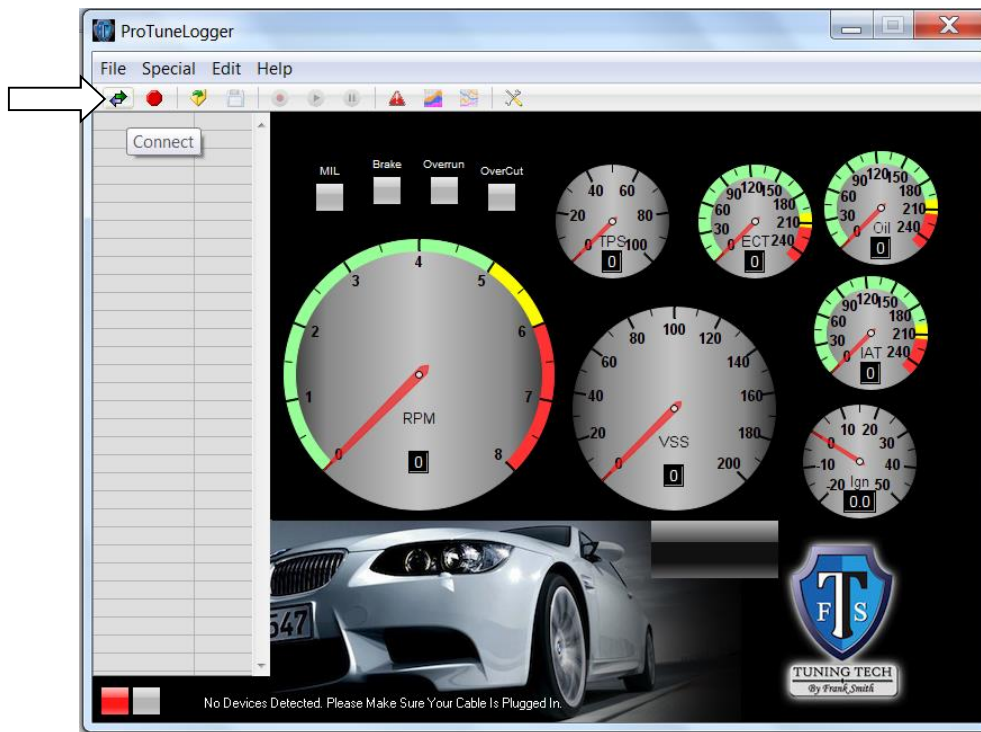 ProTuneLogger
File Special Edit Help
Connect
MIL Brake Overrun OverCut
0 20 40 60 80 100
TPS
0
0 30 60 90 120 150 180 210 240
ECT
0
0 30 60 90 120 150 180 210 240
Oil
0
0 1 2 3 4 5 6 7 8
RPM
0
0 20 40 60 80 100 120 140 160 180 200
VSS
0
0 30 60 90 120 150 180 210 240
IAT
0
-20 -10 0 10 20 30 40 50
Ign
0.0
547
T
F S
TUNING TECH
By Frank Smith
No Devices Detected. Please Make Sure Your Cable Is Plugged In.